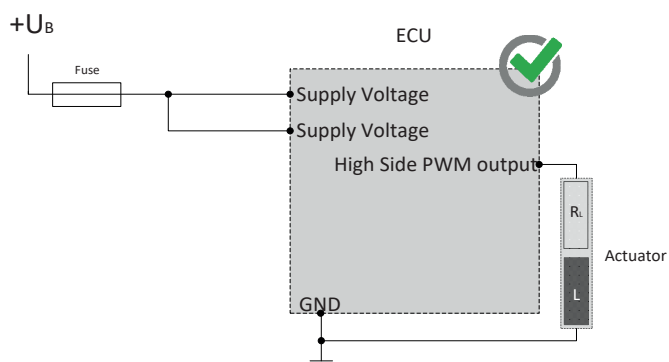 +UB
ECU
Fuse
Supply Voltage
Supply Voltage
High Side PWM output
RL
Actuator
L
GND